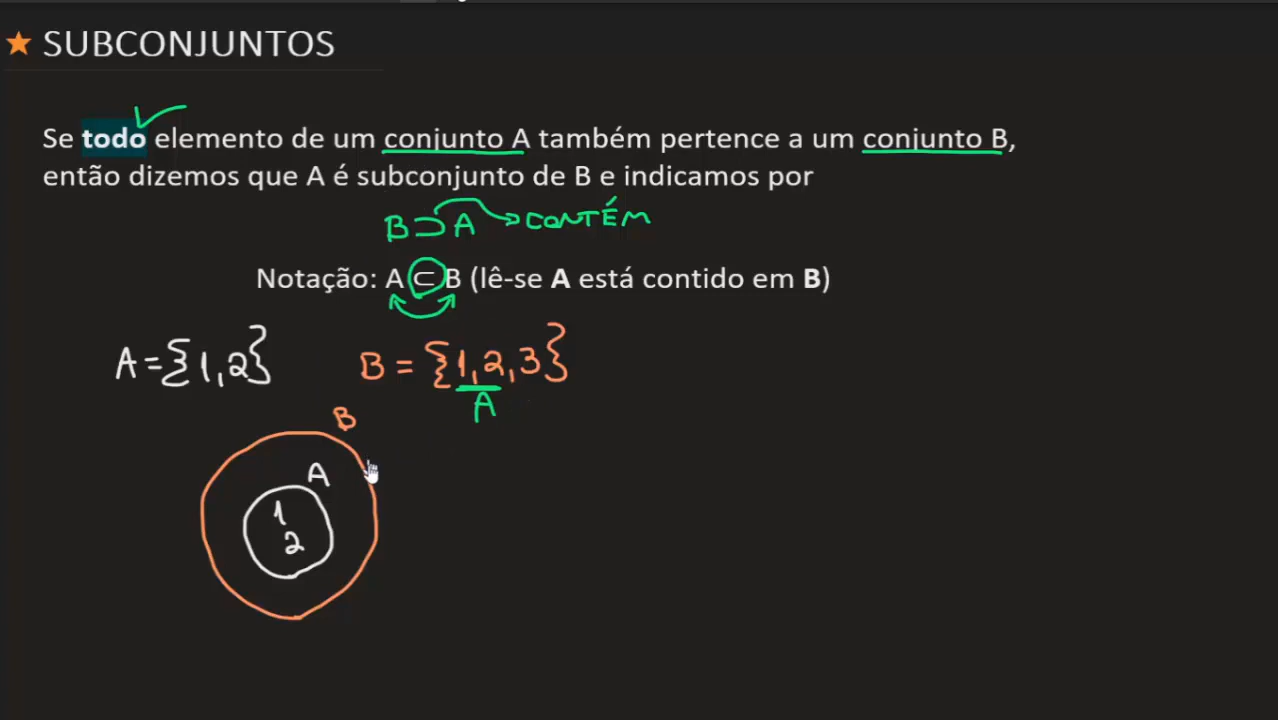 SUBCONJUNTOS
Se todo elemento de um conjunto A também pertence a um conjunto B,
então dizemos que A é subconjunto de B e indicamos por
B ⊃ A → CONTÉM
Notação: A ⊂ B (lê-se A está contido em B)
A = {1, 2} B = {1, 2, 3}
A
B
A
1
2